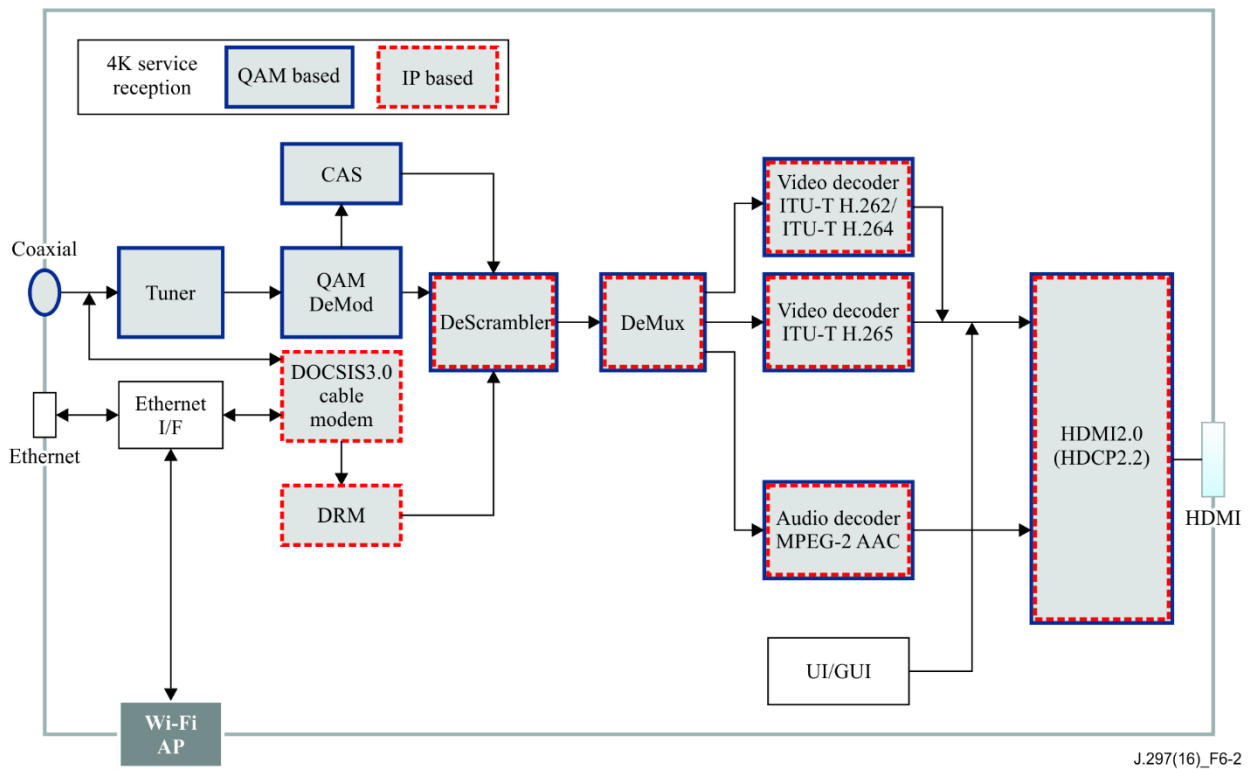 4K service
reception
QAM based
IP based
CAS
Video decoder
ITU-T H.262/
ITU-T H.264
Coaxial
Tuner
QAM
DeMod
DeScrambler
DeMux
Video decoder
ITU-T H.265
DOCSIS3.0
cable
modem
Ethernet
I/F
Ethernet
DRM
HDMI2.0
(HDCP2.2)
HDMI
Audio decoder
MPEG-2 AAC
UI/GUI
Wi-Fi
AP
J.297(16)_F6-2